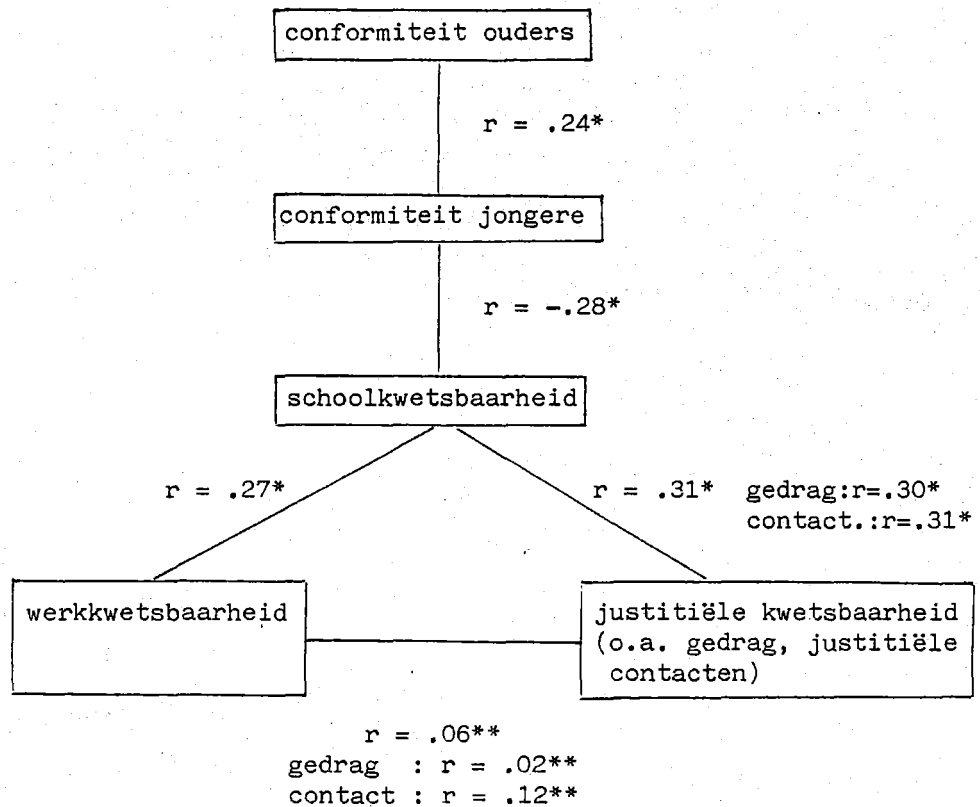 conformiteit ouders
r = .24*
conformiteit jongere
r = -.28*
schoolkwetsbaarheid
r = .27*
r = .31* gedrag:r=.30*
contact.:r=.31*
werkkwetsbaarheid
justitiële kwetsbaarheid
(o.a. gedrag, justitiële
contacten)
r = .06**
gedrag : r = .02**
contact : r = .12**